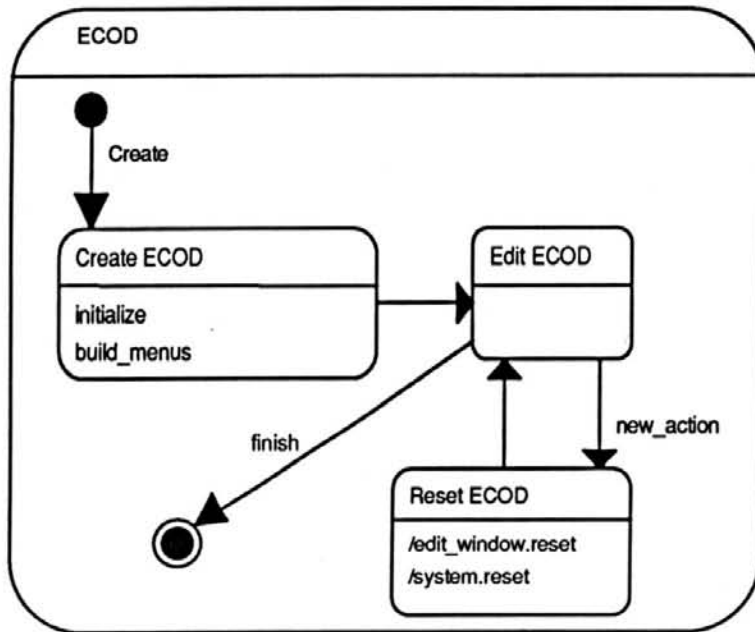 ECOD
Create
Create ECOD
initialize
build_menus
Edit ECOD
finish
new_action
Reset ECOD
/edit_window.reset
/system.reset